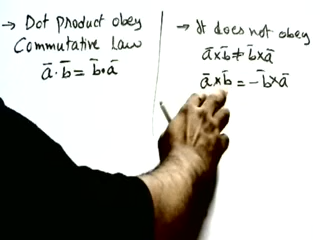 → Dot product obey
Commutative Law
a̅ · b̅ = b̅ · a̅
→ It does not obey
a̅ × b̅ ≠ b̅ × a̅
a̅ × b̅ = − b̅ × a̅